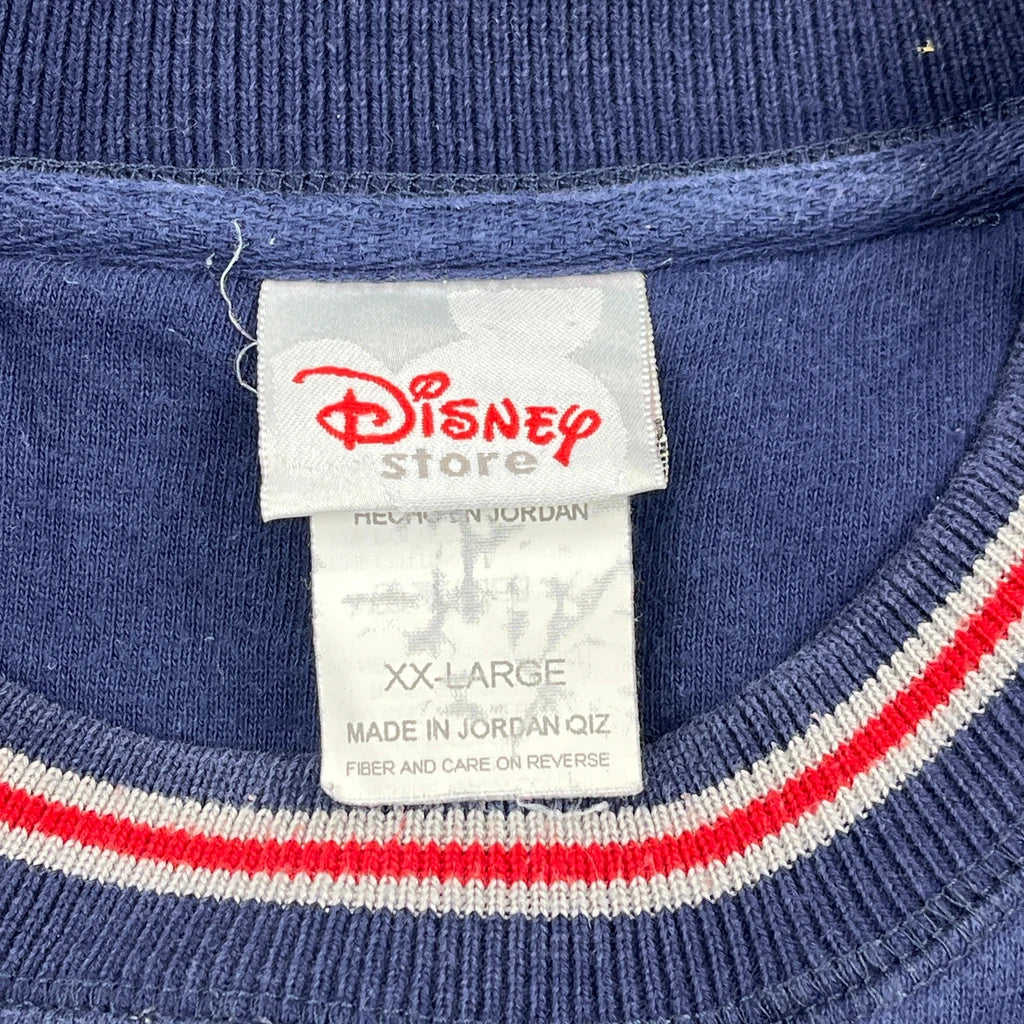 Disney
store
HECHO EN JORDAN
XX-LARGE
MADE IN JORDAN QIZ
FIBER AND CARE ON REVERSE